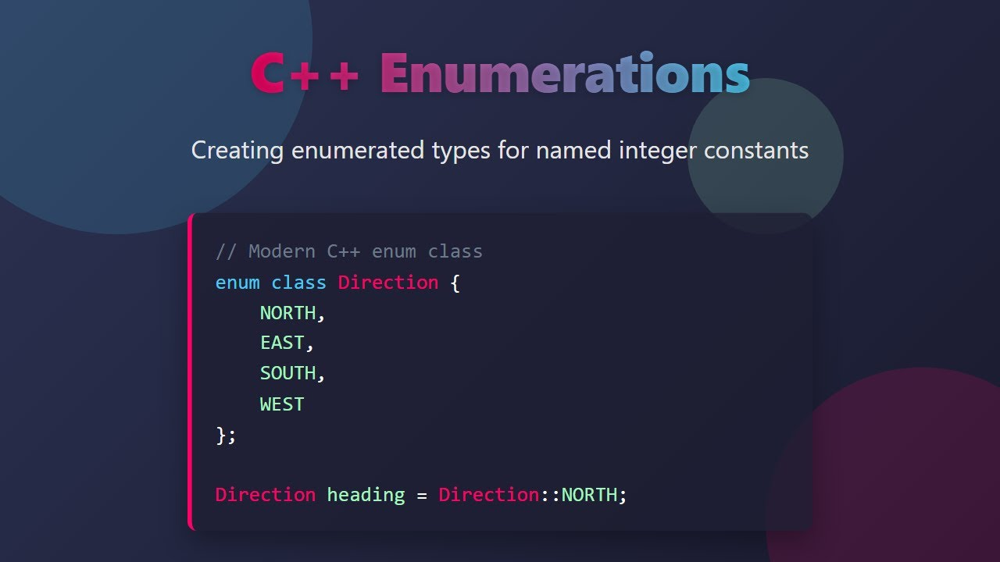 C++ Enumerations
Creating enumerated types for named integer constants
// Modern C++ enum class
enum class Direction {
    NORTH,
    EAST,
    SOUTH,
    WEST
};
Direction heading = Direction::NORTH;